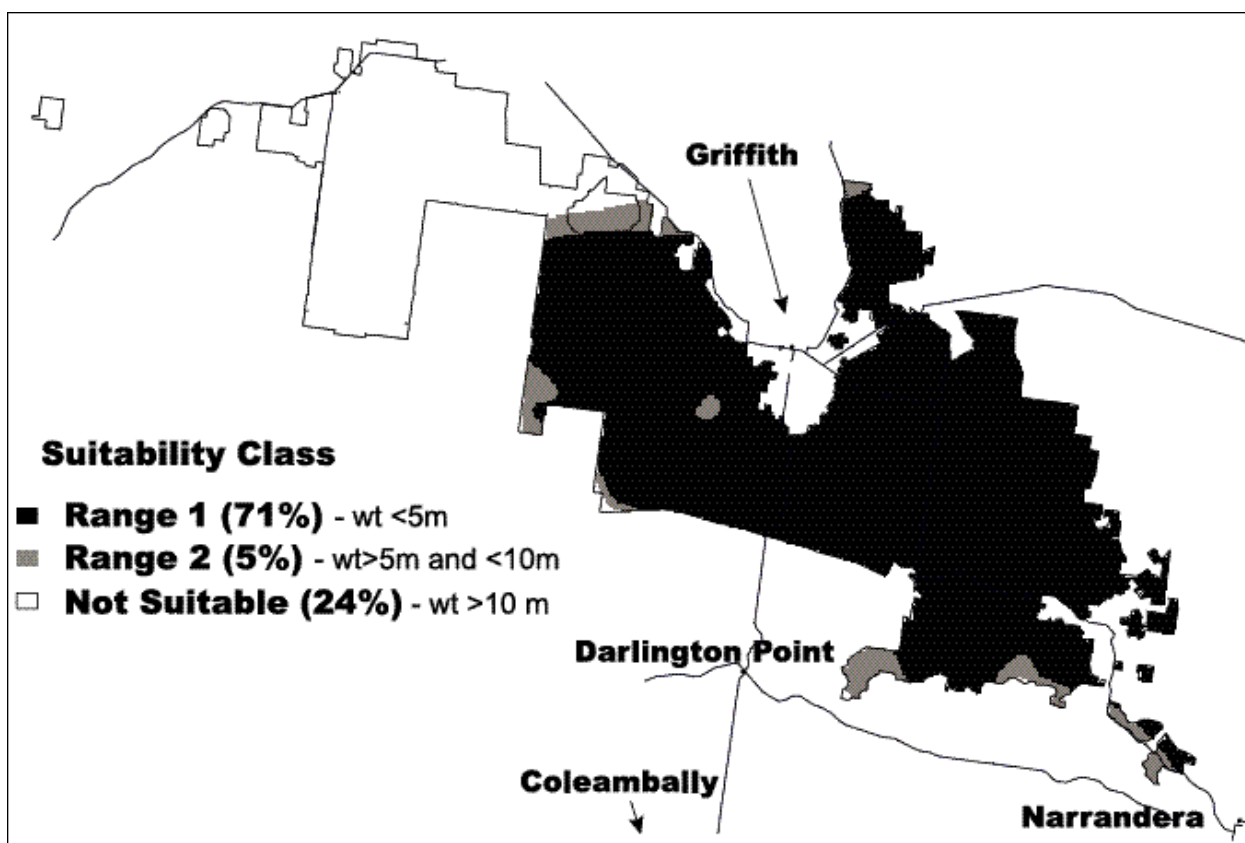 Griffith
Suitability Class
Range 1 (71%) - wt <5m
Range 2 (5%) - wt>5m and <10m
Not Suitable (24%) - wt >10 m
Darlington Point
Coleambally
Narrandera